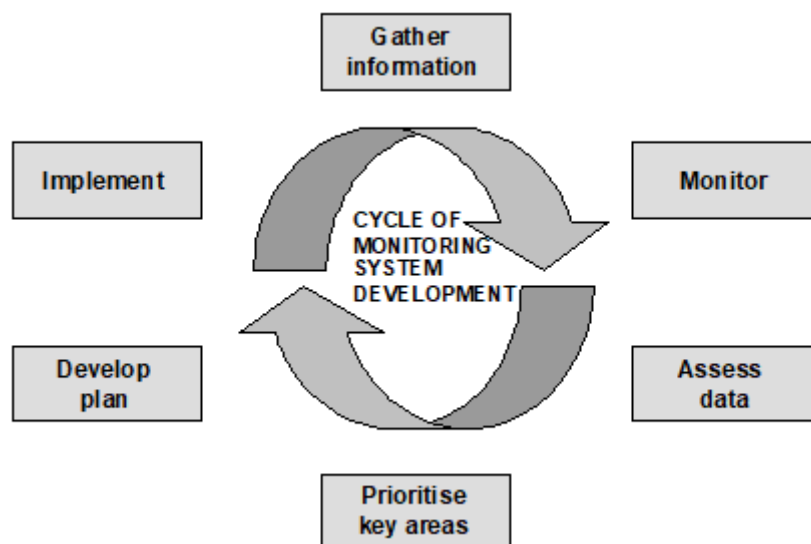 Gather
information
Implement
Monitor
CYCLE OF
MONITORING
SYSTEM
DEVELOPMENT
Develop
plan
Assess
data
Prioritise
key areas